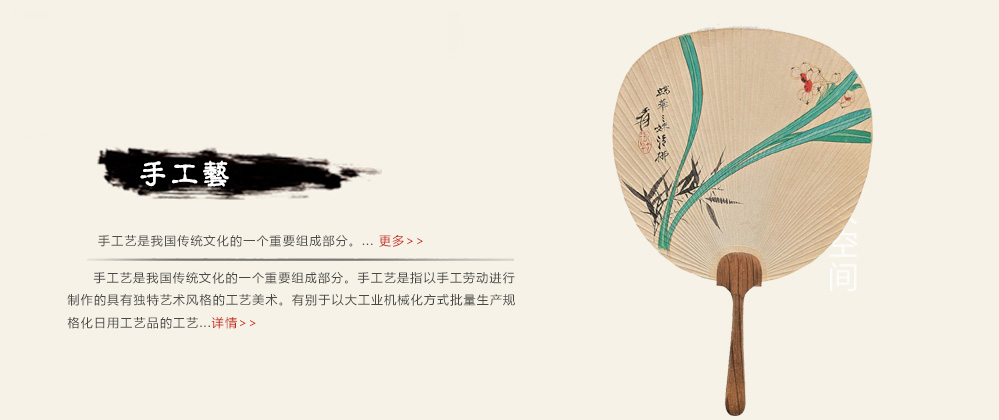 手工藝
手工艺是我国传统文化的一个重要组成部分。... 更多>>
手工艺是我国传统文化的一个重要组成部分。手工艺是指以手工劳动进行
制作的具有独特艺术风格的工艺美术。有别于以大工业机械化方式批量生产规
格化日用工艺品的工艺...详情>>
空间